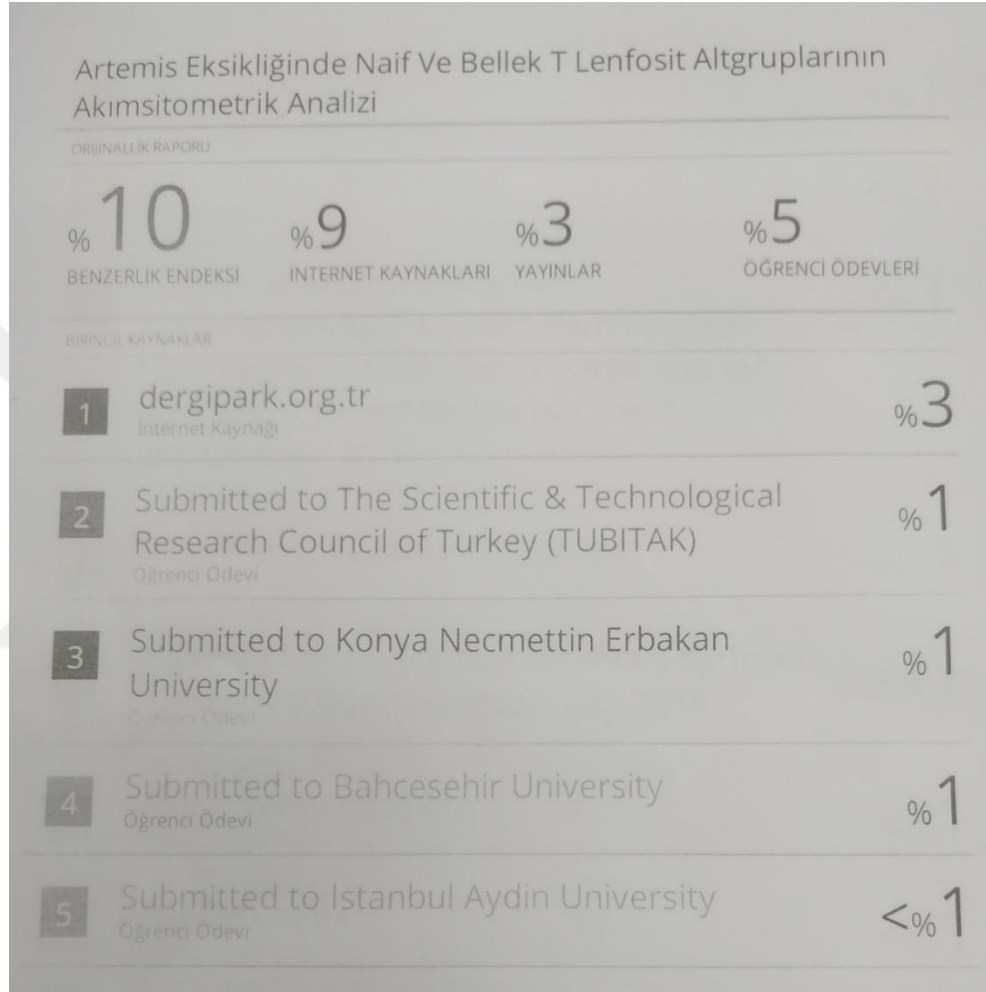 Artemis Eksikliğinde Naif Ve Bellek T Lenfosit Altgruplarının
Akımsitometrik Analizi
ORIJINALLIK RAPORU
%10
%9
%3
%5
BENZERLIK ENDEKSI
İNTERNET KAYNAKLARI
YAYINLAR
ÖĞRENCI ÖDEVLERI
BIRINCIL KAYNAKLAR
1
dergipark.org.tr
İnternet Kaynağı
%3
2
Submitted to The Scientific & Technological
Research Council of Turkey (TUBITAK)
Öğrenci Ödevi
%1
3
Submitted to Konya Necmettin Erbakan
University
Öğrenci Ödevi
%1
4
Submitted to Bahcesehir University
Öğrenci Ödevi
%1
5
Submitted to Istanbul Aydin University
Öğrenci Ödevi
<%1